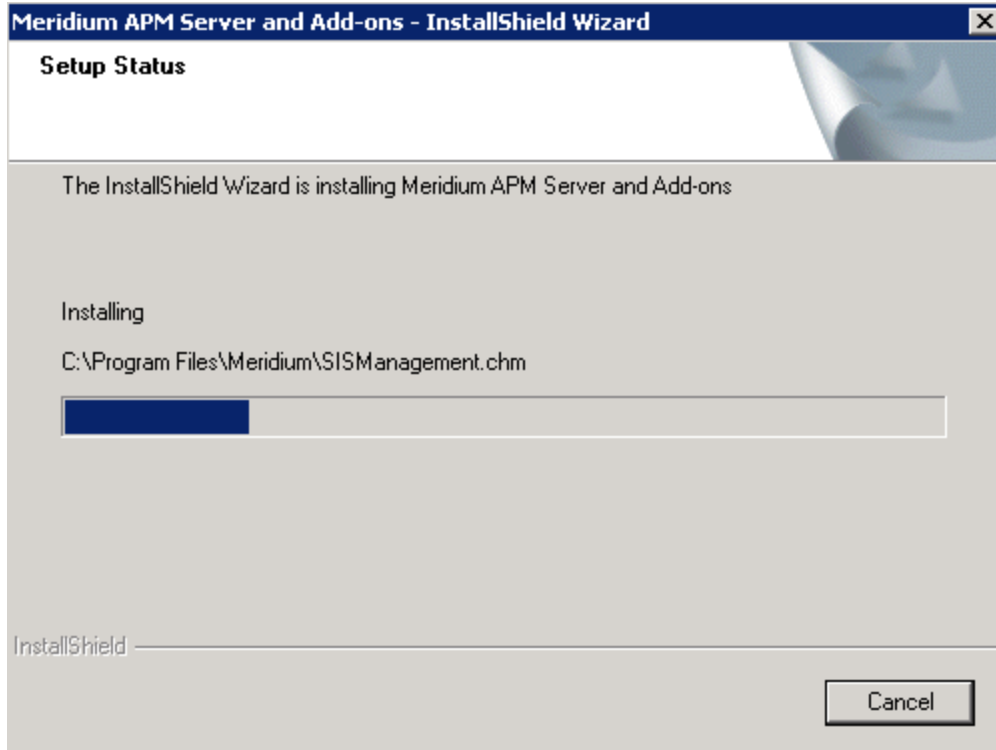 Meridium APM Server and Add-ons - InstallShield Wizard
Setup Status
The InstallShield Wizard is installing Meridium APM Server and Add-ons
Installing
C:\Program Files\Meridium\SISManagement.chm
InstallShield
Cancel